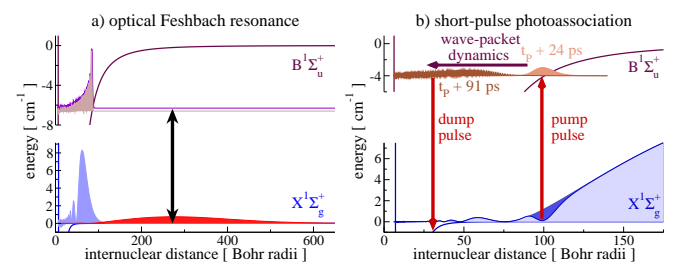 a) optical Feshbach resonance
b) short-pulse photoassociation
0
-2
-4
-6
-8
B¹Σᵤ⁺
energy [ cm⁻¹ ]
8
6
4
2
0
X¹Σg⁺
0
200
400
600
internuclear distance [ Bohr radii ]
0
-4
-8
wave-packet
dynamics
tₚ + 24 ps
B¹Σᵤ⁺
tₚ + 91 ps
dump
pulse
pump
pulse
energy [ cm⁻¹ ]
6
4
2
0
X¹Σg⁺
0
50
100
150
internuclear distance [ Bohr radii ]